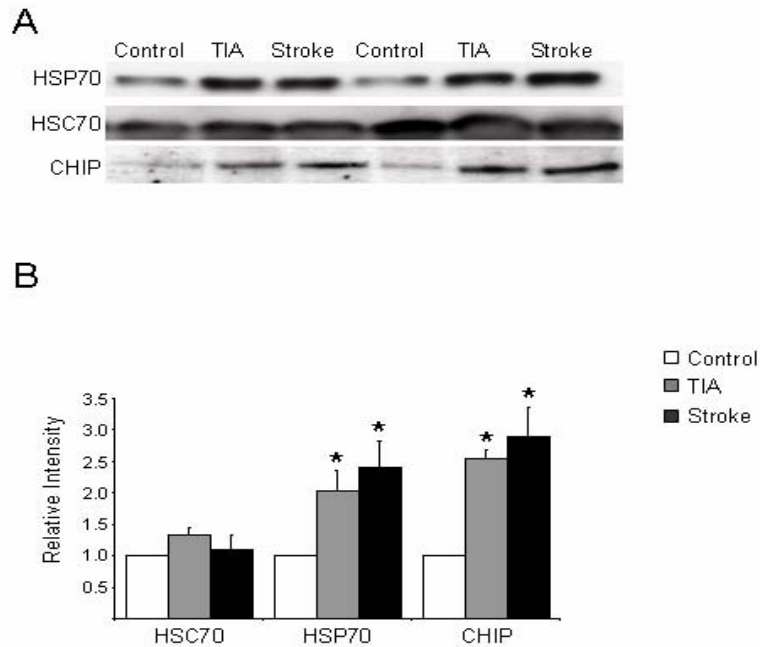 A
Control TIA Stroke Control TIA Stroke
HSP70
HSC70
CHIP
B
Control
TIA
Stroke
Relative Intensity
3.5
3.0
2.5
2.0
1.5
1.0
0.5
* *
* *
HSC70 HSP70 CHIP